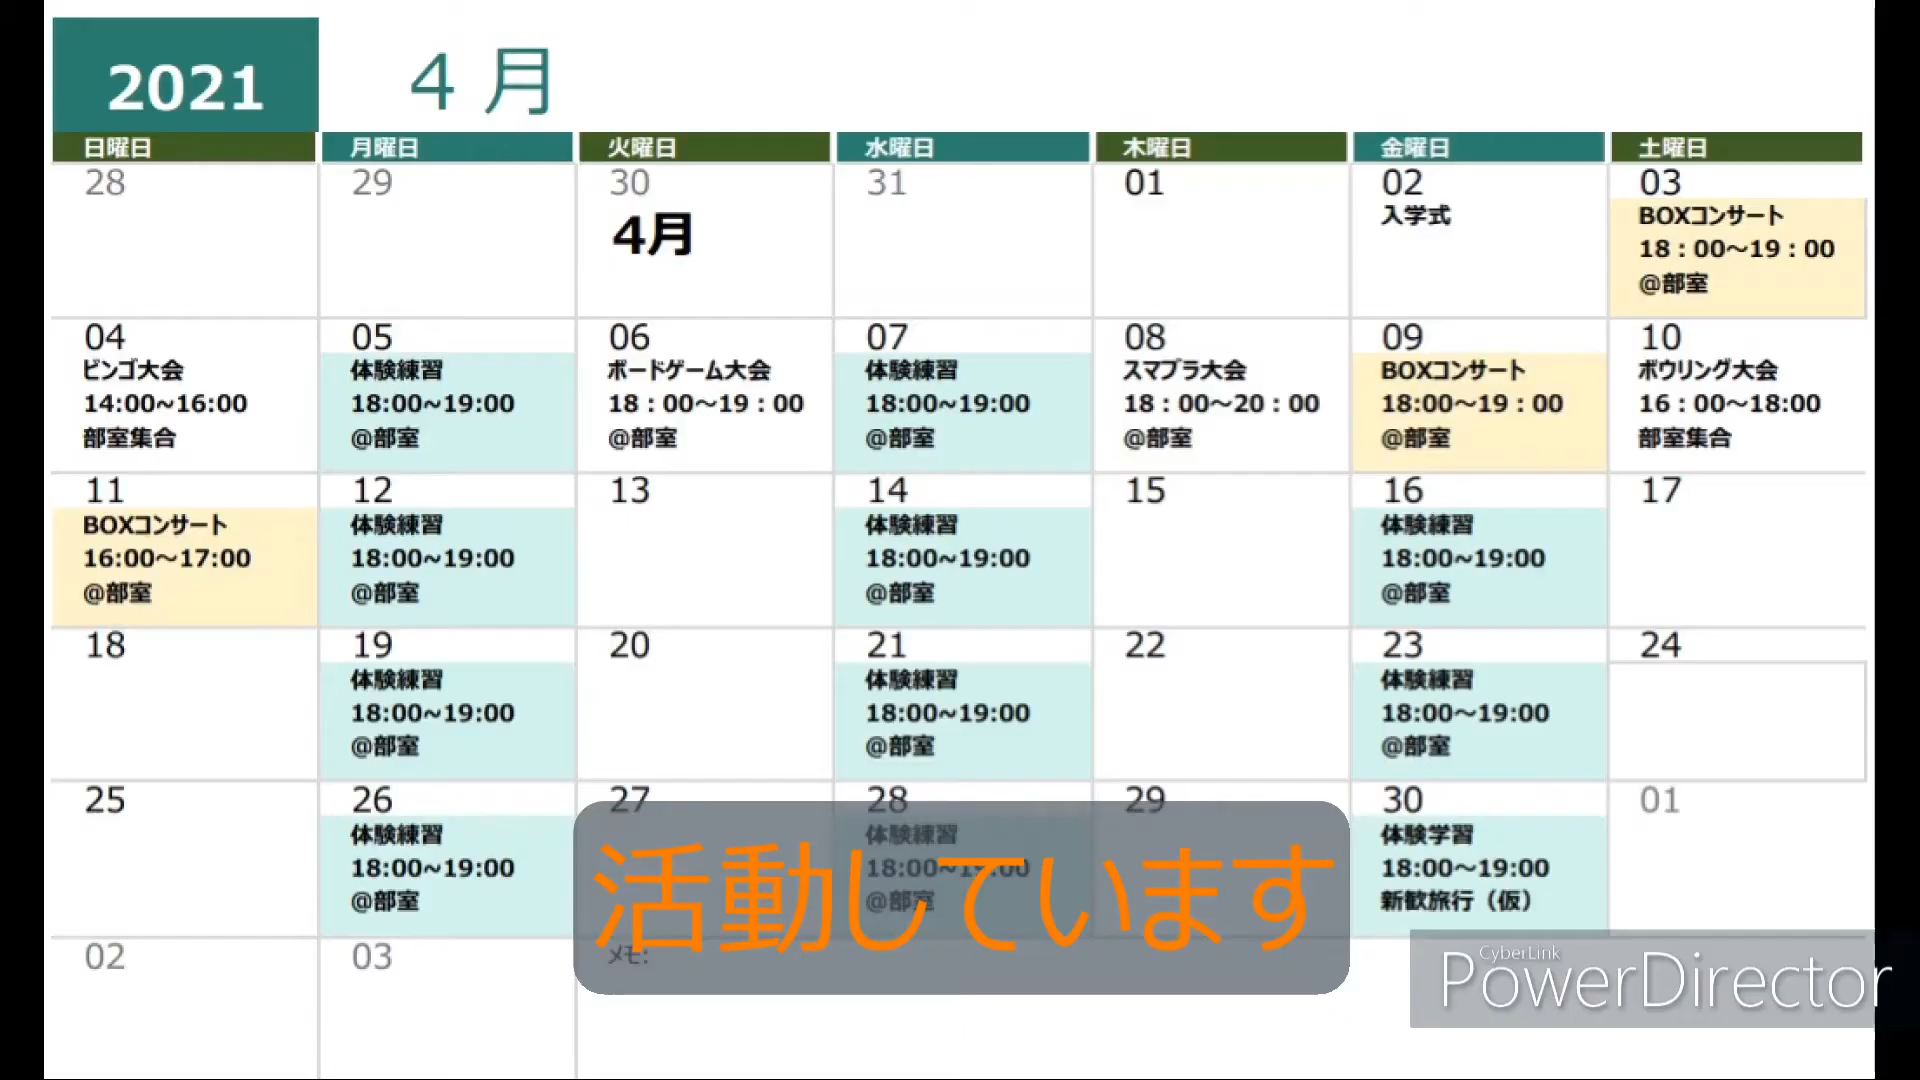 2021
4 月
日曜日 月曜日 火曜日 水曜日 木曜日 金曜日 土曜日
28 29 30 31 01 02 03
4月
入学式
BOXコンサート
18：00～19：00
@部室
04 05 06 07 08 09 10
ビンゴ大会 体験練習 ボードゲーム大会 体験練習 スマブラ大会 BOXコンサート ボウリング大会
14:00~16:00 18:00~19:00 18：00～19：00 18:00~19:00 18：00～20：00 18:00～19：00 16：00～18:00
部室集合 @部室 @部室 @部室 @部室 @部室 部室集合
11 12 13 14 15 16 17
BOXコンサート 体験練習 体験練習 体験練習
16:00～17:00 18:00~19:00 18:00~19:00 18:00~19:00
@部室 @部室 @部室 @部室
18 19 20 21 22 23 24
体験練習 体験練習 体験練習
18:00~19:00 18:00~19:00 18:00～19:00
@部室 @部室 @部室
25 26 27 28 29 30 01
体験練習 体験練習 体験学習
18:00~19:00 18:00~19:00 18:00～19:00
@部室 @部室 新歓旅行（仮）
活動しています
02 03 メモ:
CyberLink
PowerDirector